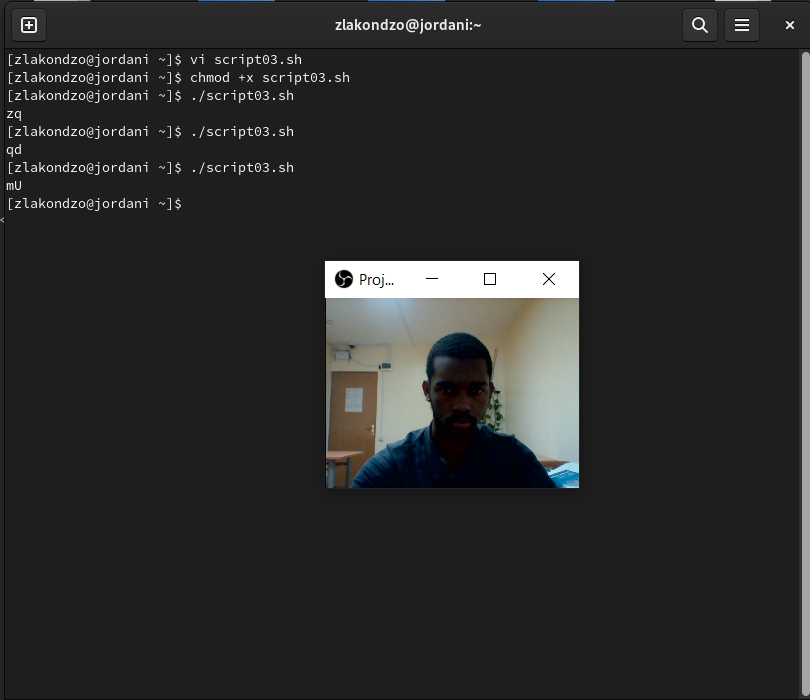 zlakondzo@jordani:~
[zlakondzo@jordani ~]$ vi script03.sh
[zlakondzo@jordani ~]$ chmod +x script03.sh
[zlakondzo@jordani ~]$ ./script03.sh
zq
[zlakondzo@jordani ~]$ ./script03.sh
qd
[zlakondzo@jordani ~]$ ./script03.sh
mU
[zlakondzo@jordani ~]$
Proj...